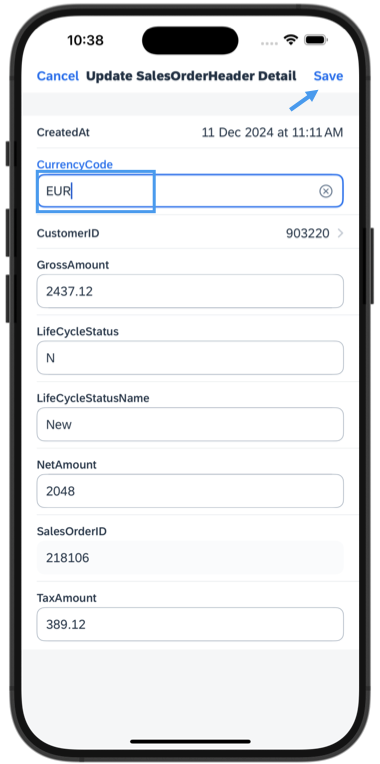 10:38
Cancel Update SalesOrderHeader Detail Save
CreatedAt 11 Dec 2024 at 11:11 AM
CurrencyCode
EUR
CustomerID 903220
GrossAmount
2437.12
LifeCycleStatus
N
LifeCycleStatusName
New
NetAmount
2048
SalesOrderID
218106
TaxAmount
389.12